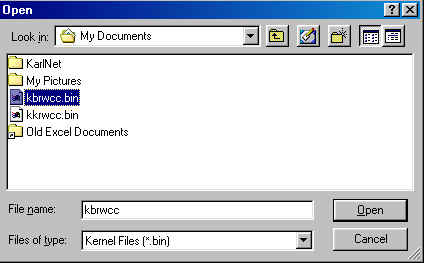 Open
Look in: My Documents
KarlNet
My Pictures
kbrwcc.bin
kkrwcc.bin
Old Excel Documents
File name: kbrwcc Open
Files of type: Kernel Files (*.bin) Cancel